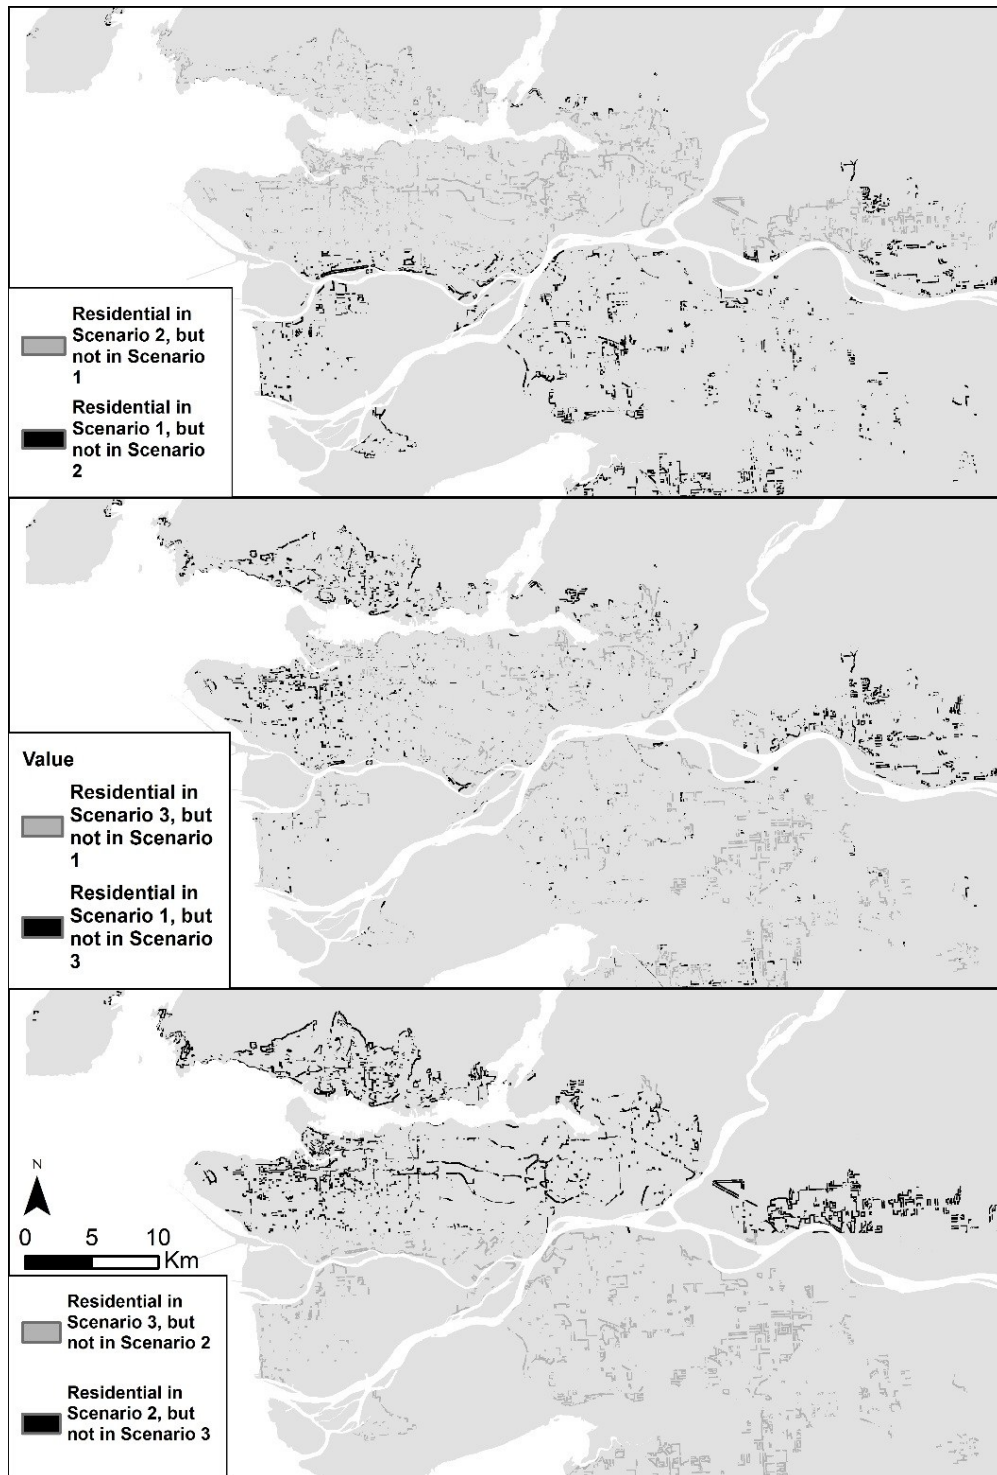 Residential in
Scenario 2, but
not in Scenario
1
Residential in
Scenario 1, but
not in Scenario
2
Value
Residential in
Scenario 3, but
not in Scenario
1
Residential in
Scenario 1, but
not in Scenario
3
N
0 5 10
Km
Residential in
Scenario 3, but
not in Scenario 2
Residential in
Scenario 2, but
not in Scenario 3